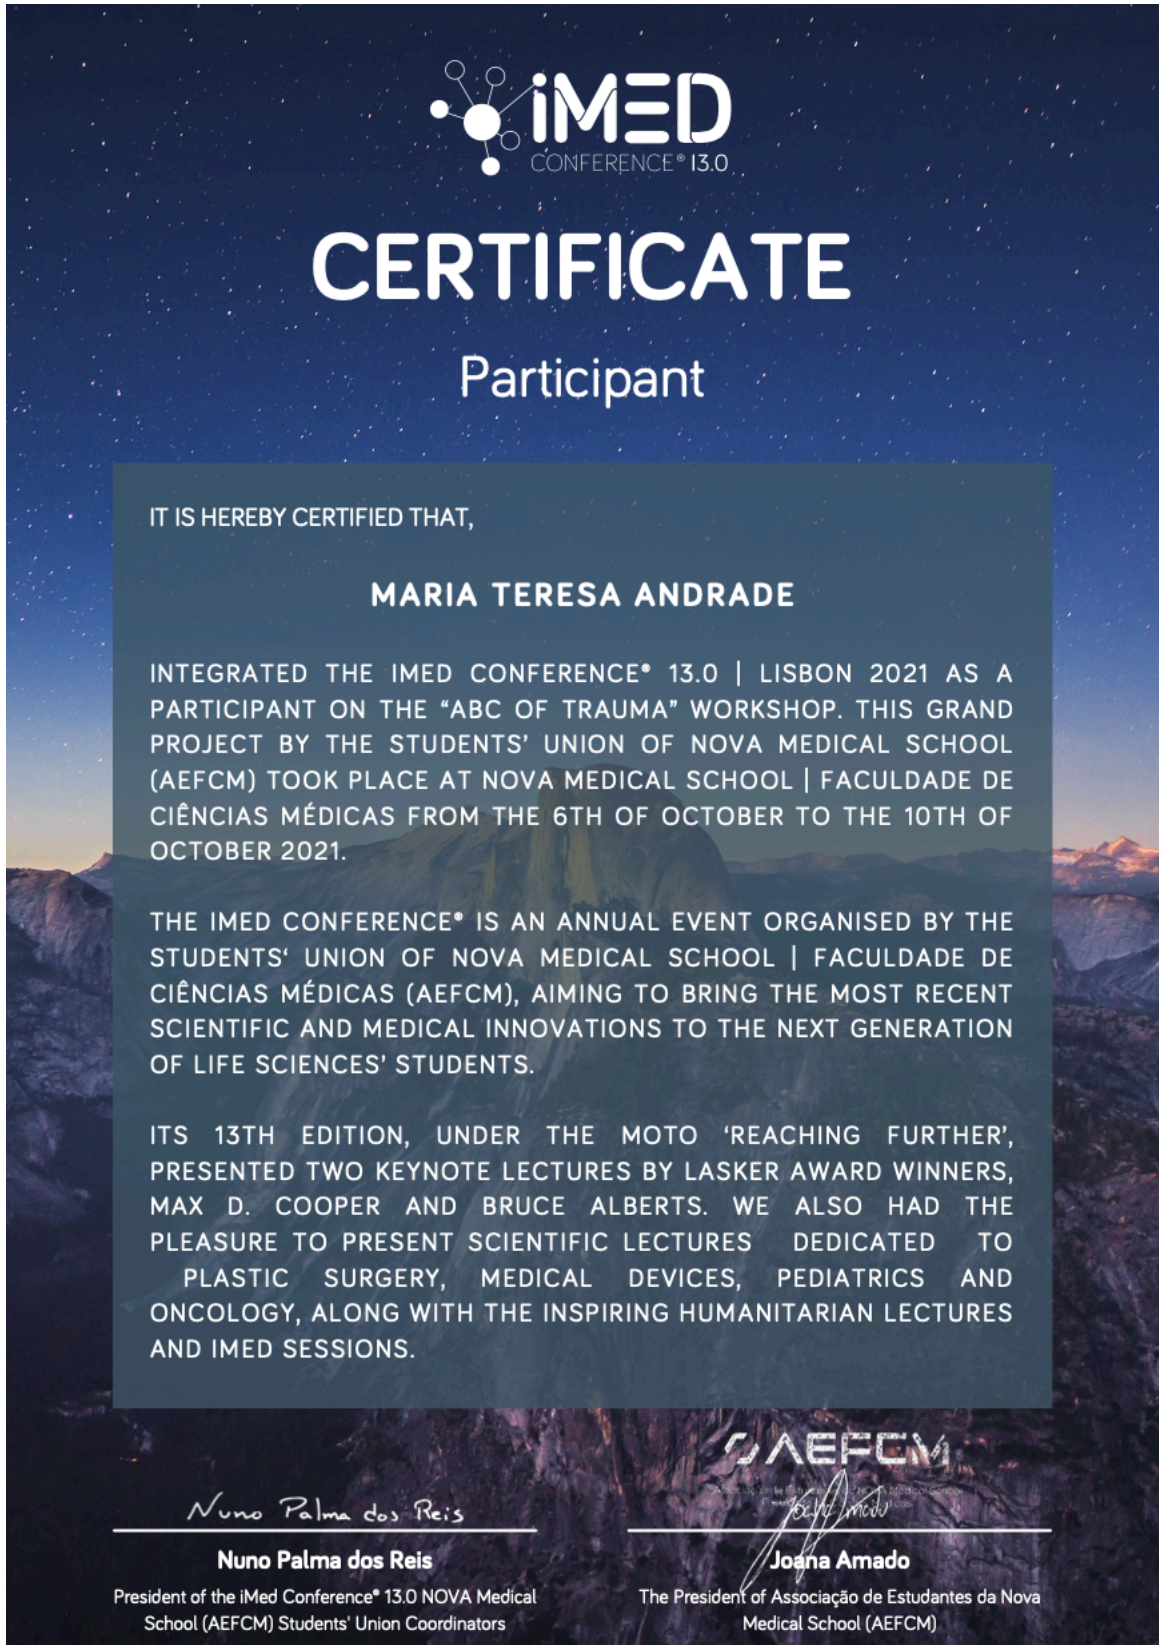 iMED
CONFERENCE® 13.0
CERTIFICATE
Participant
IT IS HEREBY CERTIFIED THAT,
MARIA TERESA ANDRADE
INTEGRATED THE IMED CONFERENCE® 13.0 | LISBON 2021 AS A
PARTICIPANT ON THE “ABC OF TRAUMA” WORKSHOP. THIS GRAND
PROJECT BY THE STUDENTS’ UNION OF NOVA MEDICAL SCHOOL
(AEFCM) TOOK PLACE AT NOVA MEDICAL SCHOOL | FACULDADE DE
CIÊNCIAS MÉDICAS FROM THE 6TH OF OCTOBER TO THE 10TH OF
OCTOBER 2021.
THE IMED CONFERENCE® IS AN ANNUAL EVENT ORGANISED BY THE
STUDENTS‘ UNION OF NOVA MEDICAL SCHOOL | FACULDADE DE
CIÊNCIAS MÉDICAS (AEFCM), AIMING TO BRING THE MOST RECENT
SCIENTIFIC AND MEDICAL INNOVATIONS TO THE NEXT GENERATION
OF LIFE SCIENCES’ STUDENTS.
ITS 13TH EDITION, UNDER THE MOTO ‘REACHING FURTHER’,
PRESENTED TWO KEYNOTE LECTURES BY LASKER AWARD WINNERS,
MAX D. COOPER AND BRUCE ALBERTS. WE ALSO HAD THE
PLEASURE TO PRESENT SCIENTIFIC LECTURES DEDICATED TO
PLASTIC SURGERY, MEDICAL DEVICES, PEDIATRICS AND
ONCOLOGY, ALONG WITH THE INSPIRING HUMANITARIAN LECTURES
AND IMED SESSIONS.
AEFCM
Nuno Palma dos Reis
Nuno Palma dos Reis
President of the iMed Conference® 13.0 NOVA Medical
School (AEFCM) Students' Union Coordinators
Joana Amado
The President of Associação de Estudantes da Nova
Medical School (AEFCM)